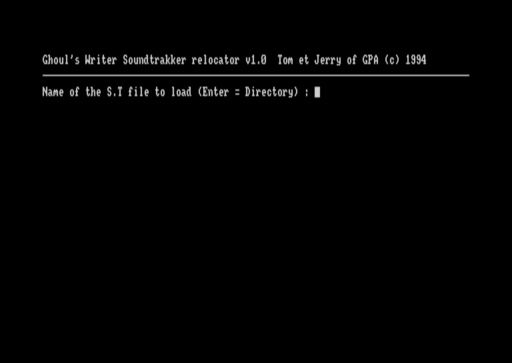 Ghoul's Writer Soundtrakker relocator v1.0  Tom et Jerry of GPA (c) 1994
Name of the S.T file to load (Enter = Directory) :